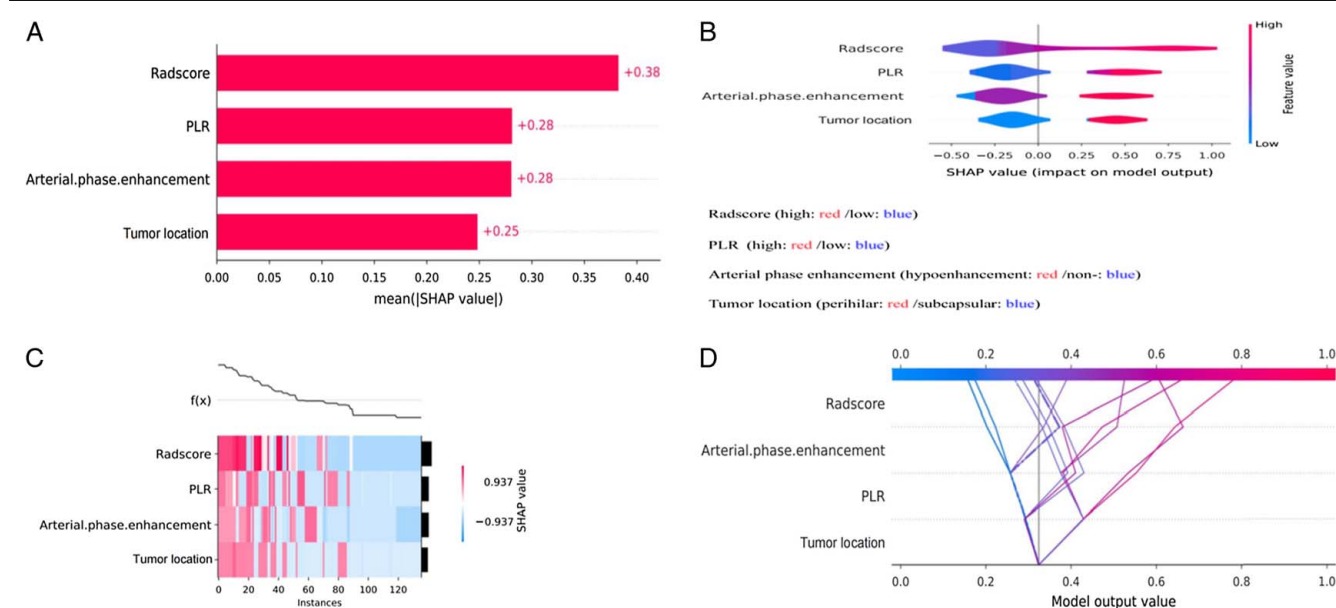 A
Radscore
+0.38
PLR
+0.28
Arterial.phase.enhancement
+0.28
Tumor location
+0.25
0.00 0.05 0.10 0.15 0.20 0.25 0.30 0.35 0.40
mean(|SHAP value|)
B
High
Radscore
PLR
Arterial.phase.enhancement
Tumor location
Feature value
Low
−0.50 −0.25 0.00 0.25 0.50 0.75 1.00
SHAP value (impact on model output)
Radscore (high: red /low: blue)
PLR (high: red /low: blue)
Arterial phase enhancement (hypoenhancement: red /non-: blue)
Tumor location (perihilar: red /subcapsular: blue)
C
f(x)
Radscore
PLR
Arterial.phase.enhancement
Tumor location
0.937
−0.937
SHAP value
0 20 40 60 80 100 120
Instances
D
0.0 0.2 0.4 0.6 0.8 1.0
Radscore
Arterial.phase.enhancement
PLR
Tumor location
0.0 0.2 0.4 0.6 0.8 1.0
Model output value